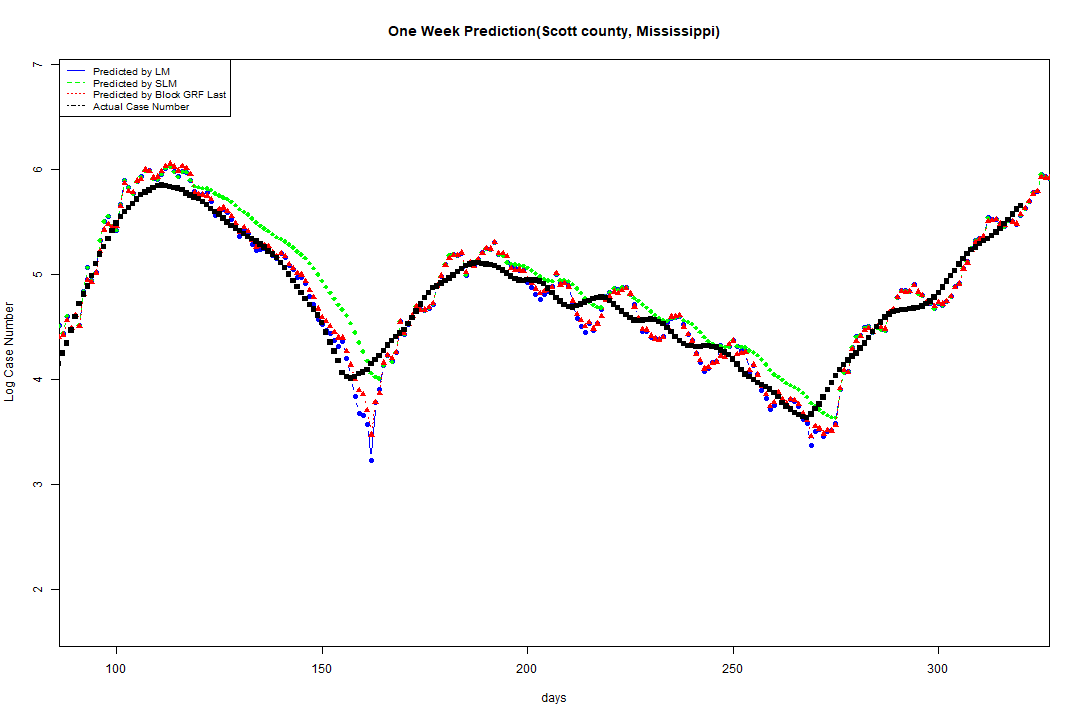 One Week Prediction(Scott county, Mississippi)
Predicted by LM
Predicted by SLM
Predicted by Block GRF Last
Actual Case Number
7
6
5
4
3
2
Log Case Number
100 150 200 250 300
days